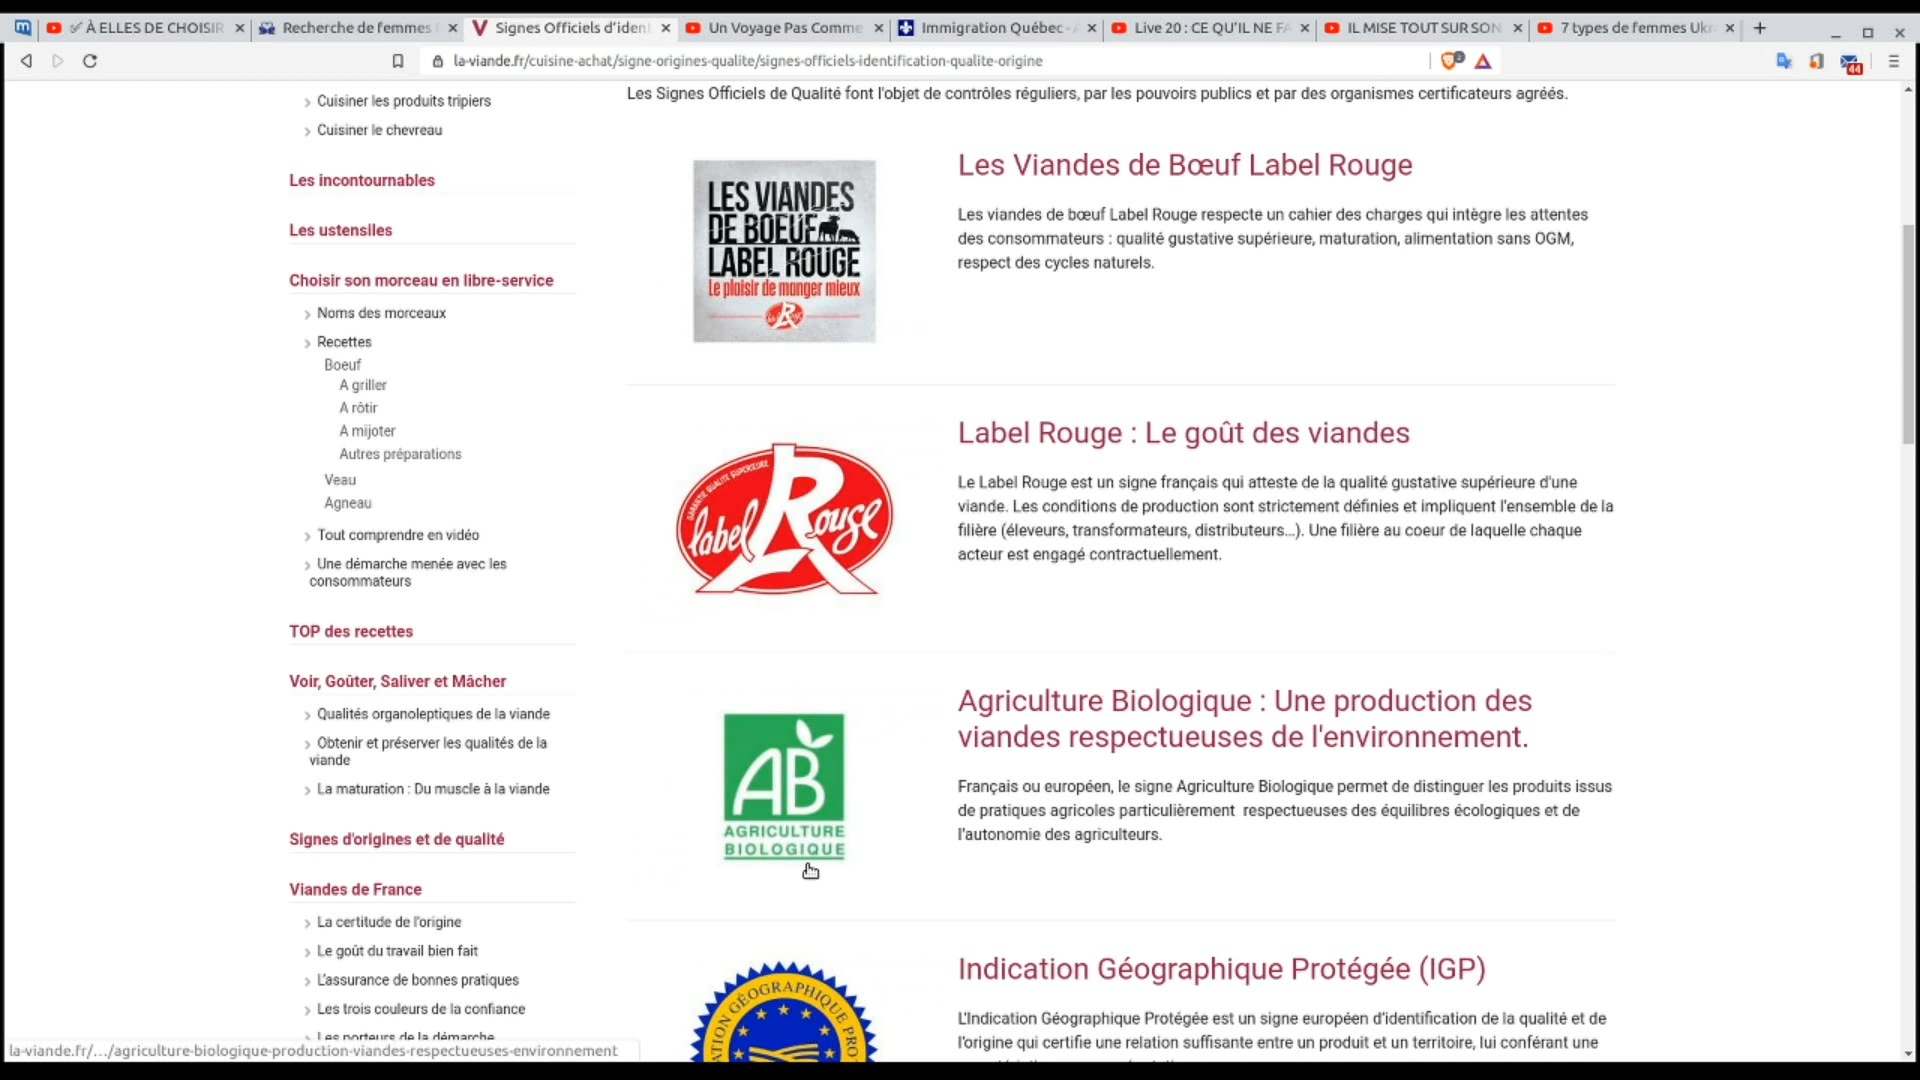 ✅ À ELLES DE CHOISIR
Recherche de femmes
Signes Officiels d'iden
Un Voyage Pas Comme
Immigration Québec - A
Live 20 : CE QU'IL NE FA
IL MISE TOUT SUR SON
7 types de femmes Ukr
la-viande.fr/cuisine-achat/signe-origines-qualite/signes-officiels-identification-qualite-origine
2
44
Cuisiner les produits tripiers
Cuisiner le chevreau
Les incontournables
Les ustensiles
Choisir son morceau en libre-service
Noms des morceaux
Recettes
Boeuf
A griller
A rôtir
A mijoter
Autres préparations
Veau
Agneau
Tout comprendre en vidéo
Une démarche menée avec les
consommateurs
TOP des recettes
Voir, Goûter, Saliver et Mâcher
Qualités organoleptiques de la viande
Obtenir et préserver les qualités de la
viande
La maturation : Du muscle à la viande
Signes d'origines et de qualité
Viandes de France
La certitude de l'origine
Le goût du travail bien fait
L'assurance de bonnes pratiques
Les trois couleurs de la confiance
Les porteurs de la démarche
Les Signes Officiels de Qualité font l'objet de contrôles réguliers, par les pouvoirs publics et par des organismes certificateurs agréés.
LES VIANDES
DE BOEUF
LABEL ROUGE
Le plaisir de manger mieux
Les Viandes de Bœuf Label Rouge
Les viandes de bœuf Label Rouge respecte un cahier des charges qui intègre les attentes
des consommateurs : qualité gustative supérieure, maturation, alimentation sans OGM,
respect des cycles naturels.
GARANTIE QUALITE SUPERIEURE
label Rouge
Label Rouge : Le goût des viandes
Le Label Rouge est un signe français qui atteste de la qualité gustative supérieure d'une
viande. Les conditions de production sont strictement définies et impliquent l'ensemble de la
filière (éleveurs, transformateurs, distributeurs…). Une filière au coeur de laquelle chaque
acteur est engagé contractuellement.
AB
AGRICULTURE
BIOLOGIQUE
Agriculture Biologique : Une production des
viandes respectueuses de l'environnement.
Français ou européen, le signe Agriculture Biologique permet de distinguer les produits issus
de pratiques agricoles particulièrement respectueuses des équilibres écologiques et de
l'autonomie des agriculteurs.
ATION GÉOGRAPHIQUE PRO
Indication Géographique Protégée (IGP)
L'Indication Géographique Protégée est un signe européen d'identification de la qualité et de
l'origine qui certifie une relation suffisante entre un produit et un territoire, lui conférant une
la-viande.fr/…/agriculture-biologique-production-viandes-respectueuses-environnement